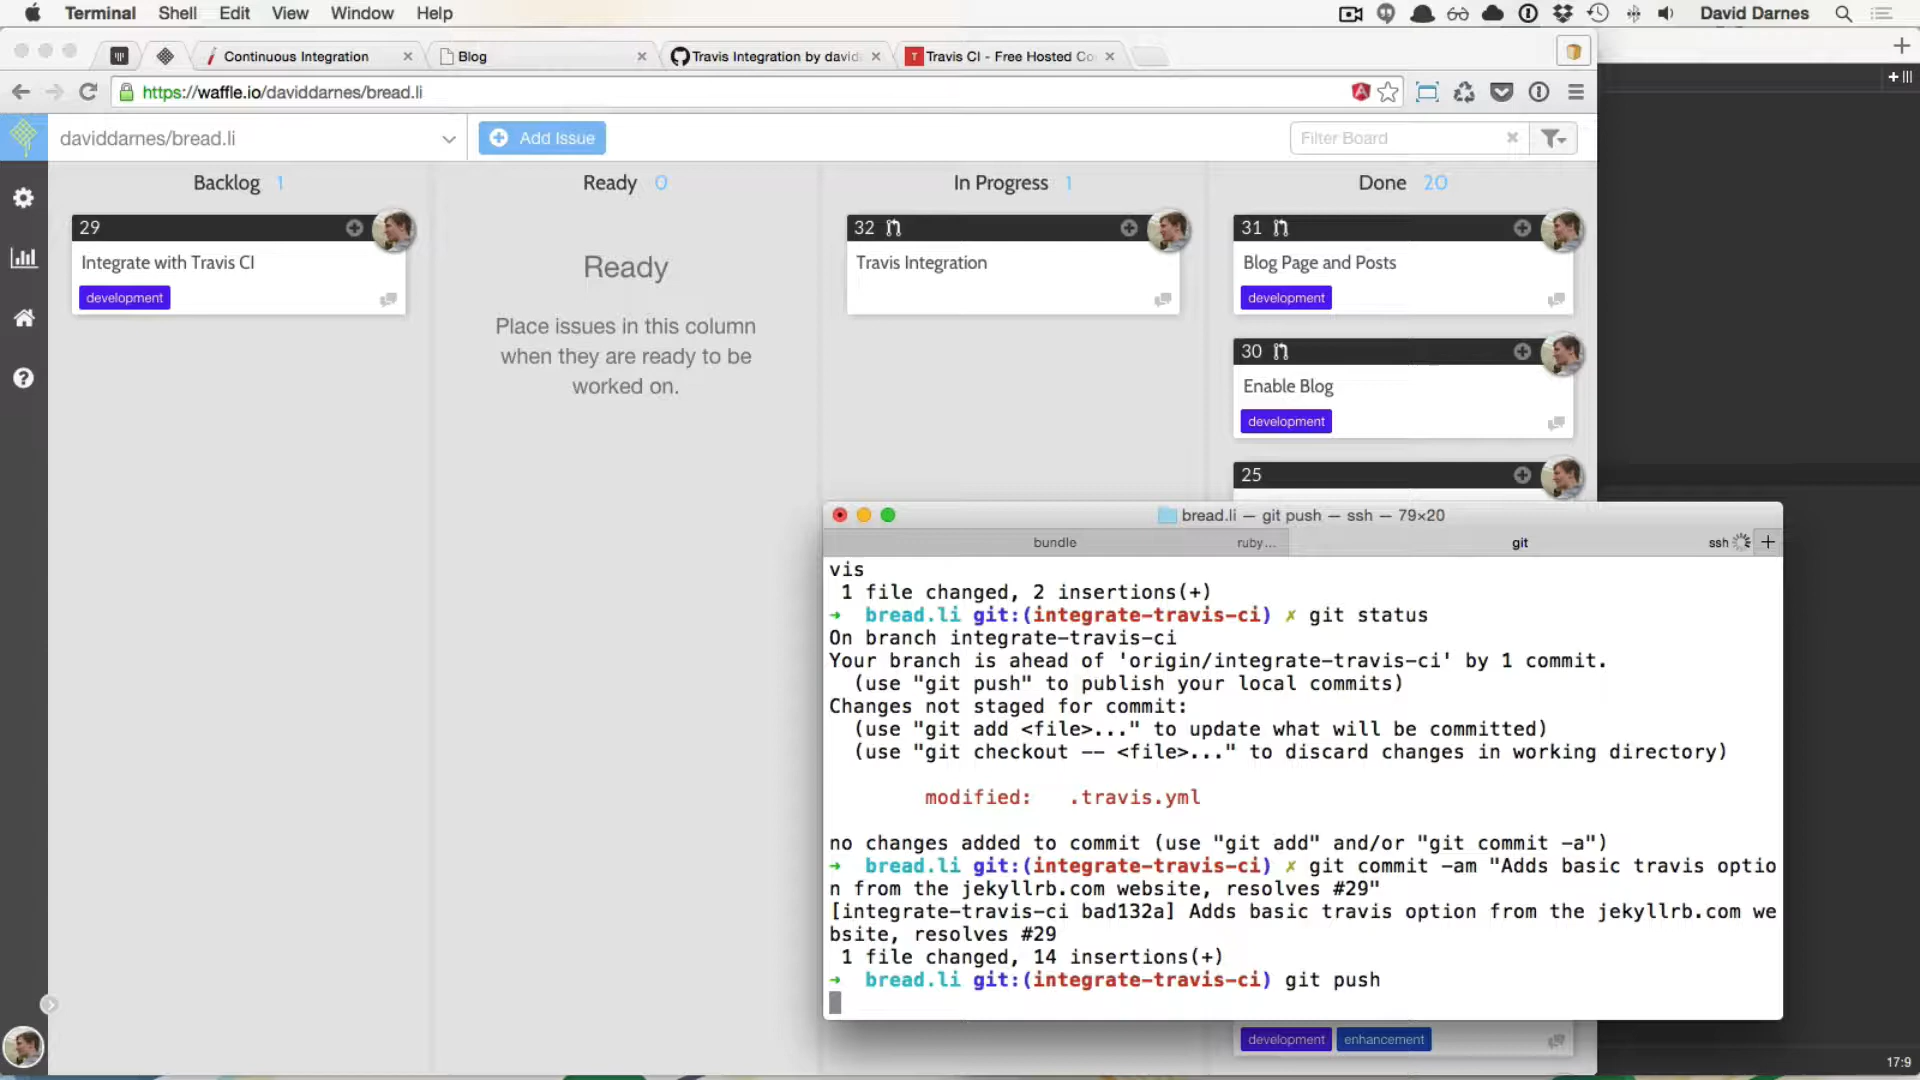 Terminal Shell Edit View Window Help David Darnes
Continuous Integration
Blog
Travis Integration by david
Travis CI - Free Hosted Co
https://waffle.io/daviddarnes/bread.li
daviddarnes/bread.li
Add Issue
Filter Board
Backlog 1
Ready 0
In Progress 1
Done 20
29
Integrate with Travis CI
development
Ready
Place issues in this column
when they are ready to be
worked on.
32
Travis Integration
31
Blog Page and Posts
development
30
Enable Blog
development
25
bread.li — git push — ssh — 79×20
bundle
ruby...
git
ssh
vis
1 file changed, 2 insertions(+)
→ bread.li git:(integrate-travis-ci) ✗ git status
On branch integrate-travis-ci
Your branch is ahead of 'origin/integrate-travis-ci' by 1 commit.
(use "git push" to publish your local commits)
Changes not staged for commit:
(use "git add <file>..." to update what will be committed)
(use "git checkout -- <file>..." to discard changes in working directory)
modified: .travis.yml
no changes added to commit (use "git add" and/or "git commit -a")
→ bread.li git:(integrate-travis-ci) ✗ git commit -am "Adds basic travis optio
n from the jekyllrb.com website, resolves #29"
[integrate-travis-ci bad132a] Adds basic travis option from the jekyllrb.com we
bsite, resolves #29
1 file changed, 14 insertions(+)
→ bread.li git:(integrate-travis-ci) git push
development enhancement
17:9